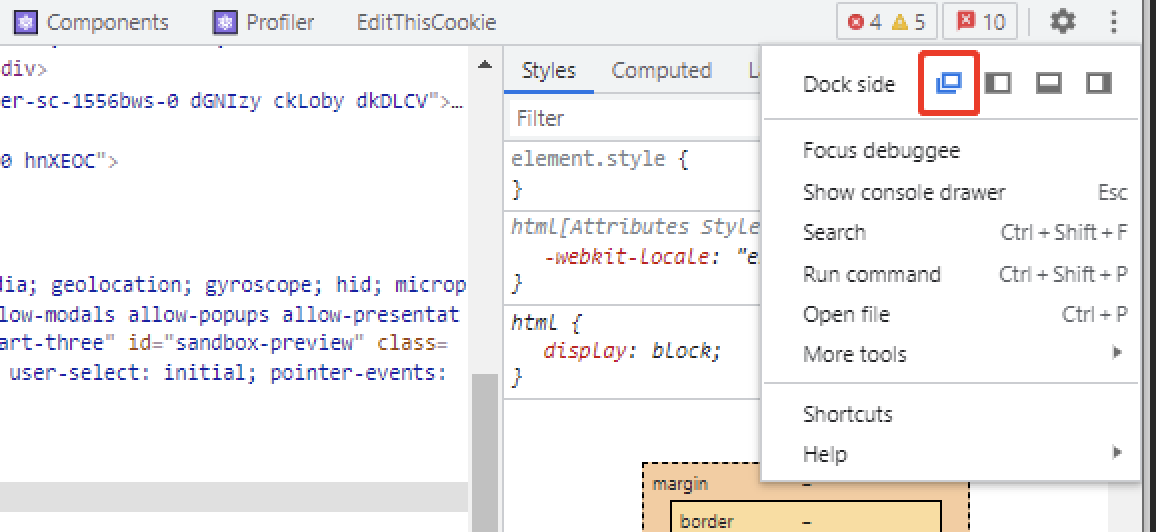 Components Profiler EditThisCookie 4 5 10
div>
er-sc-1556bws-0 dGNIzy ckLoby dkDLCV">…
0 hnXEOC">
dia; geolocation; gyroscope; hid; microp
low-modals allow-popups allow-presentat
art-three" id="sandbox-preview" class=
user-select: initial; pointer-events:
Styles Computed
Filter
element.style {
}
html[Attributes Style
-webkit-locale: "e
}
html {
display: block;
}
margin –
border –
Dock side
Focus debuggee
Show console drawer Esc
Search Ctrl + Shift + F
Run command Ctrl + Shift + P
Open file Ctrl + P
More tools
Shortcuts
Help